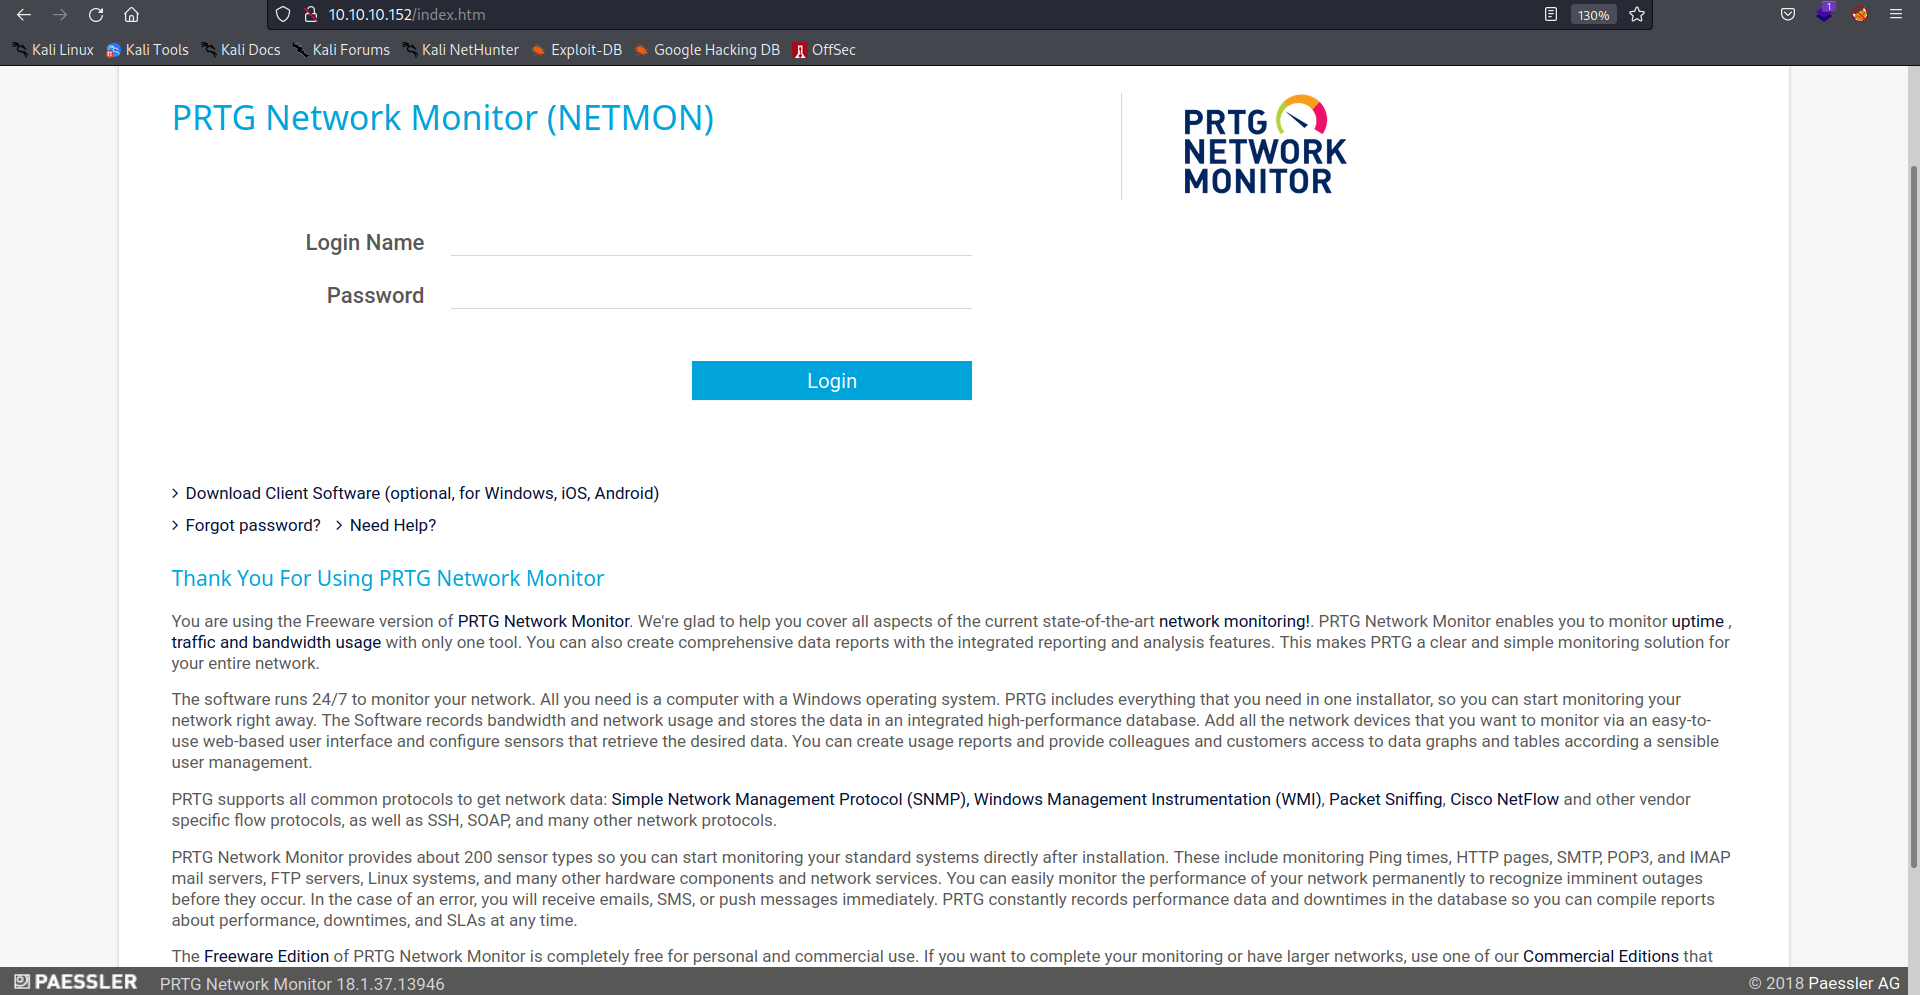 10.10.10.152/index.htm
130%
1
Kali Linux Kali Tools Kali Docs Kali Forums Kali NetHunter Exploit-DB Google Hacking DB OffSec
PRTG Network Monitor (NETMON)
PRTG
NETWORK
MONITOR
Login Name
Password
Login
Download Client Software (optional, for Windows, iOS, Android)
Forgot password? Need Help?
Thank You For Using PRTG Network Monitor
You are using the Freeware version of PRTG Network Monitor. We're glad to help you cover all aspects of the current state-of-the-art network monitoring!. PRTG Network Monitor enables you to monitor uptime ,
traffic and bandwidth usage with only one tool. You can also create comprehensive data reports with the integrated reporting and analysis features. This makes PRTG a clear and simple monitoring solution for
your entire network.
The software runs 24/7 to monitor your network. All you need is a computer with a Windows operating system. PRTG includes everything that you need in one installator, so you can start monitoring your
network right away. The Software records bandwidth and network usage and stores the data in an integrated high-performance database. Add all the network devices that you want to monitor via an easy-to-
use web-based user interface and configure sensors that retrieve the desired data. You can create usage reports and provide colleagues and customers access to data graphs and tables according a sensible
user management.
PRTG supports all common protocols to get network data: Simple Network Management Protocol (SNMP), Windows Management Instrumentation (WMI), Packet Sniffing, Cisco NetFlow and other vendor
specific flow protocols, as well as SSH, SOAP, and many other network protocols.
PRTG Network Monitor provides about 200 sensor types so you can start monitoring your standard systems directly after installation. These include monitoring Ping times, HTTP pages, SMTP, POP3, and IMAP
mail servers, FTP servers, Linux systems, and many other hardware components and network services. You can easily monitor the performance of your network permanently to recognize imminent outages
before they occur. In the case of an error, you will receive emails, SMS, or push messages immediately. PRTG constantly records performance data and downtimes in the database so you can compile reports
about performance, downtimes, and SLAs at any time.
The Freeware Edition of PRTG Network Monitor is completely free for personal and commercial use. If you want to complete your monitoring or have larger networks, use one of our Commercial Editions that
PAESSLER PRTG Network Monitor 18.1.37.13946 © 2018 Paessler AG